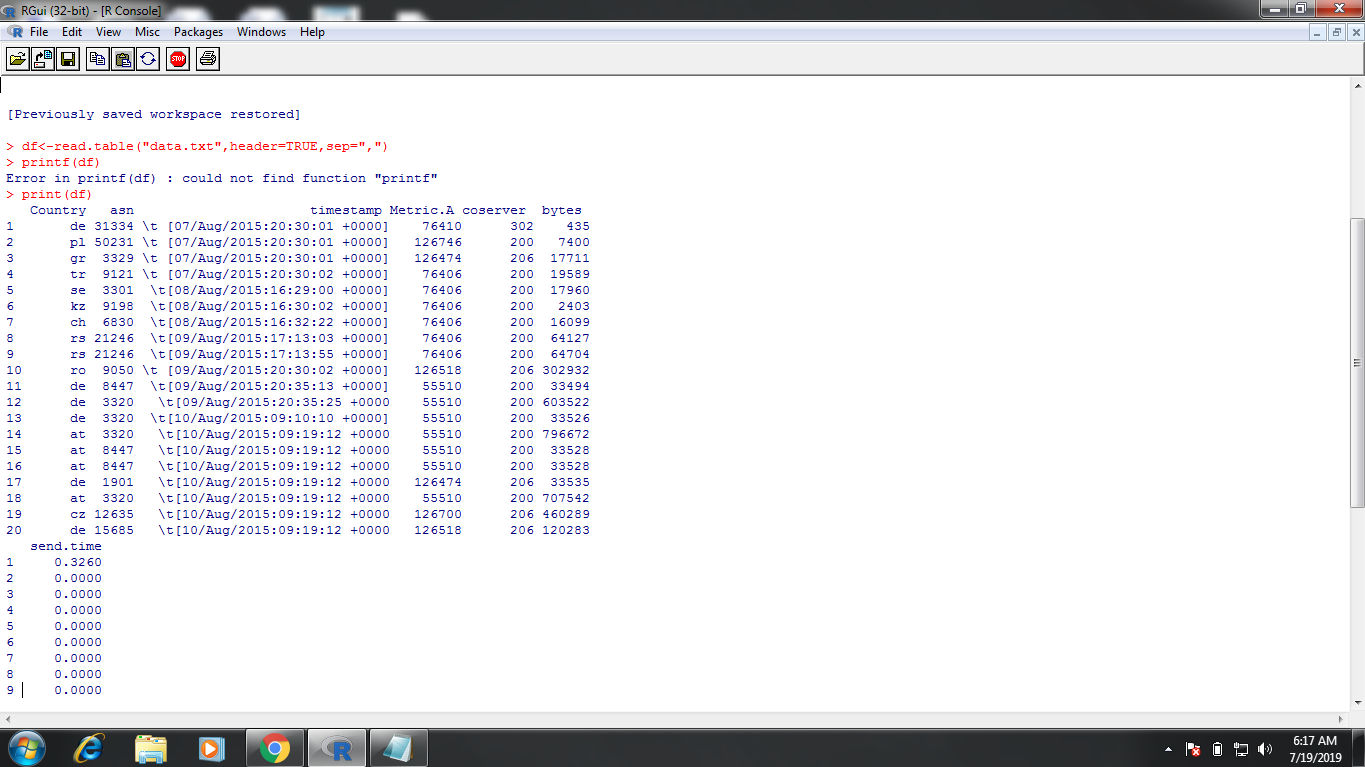 RGui (32-bit) - [R Console]
File Edit View Misc Packages Windows Help
STOP
[Previously saved workspace restored]
> df<-read.table("data.txt",header=TRUE,sep=",")
> printf(df)
Error in printf(df) : could not find function "printf"
> print(df)
Country asn timestamp Metric.A coserver bytes
1 de 31334 \t [07/Aug/2015:20:30:01 +0000] 76410 302 435
2 pl 50231 \t [07/Aug/2015:20:30:01 +0000] 126746 200 7400
3 gr 3329 \t [07/Aug/2015:20:30:01 +0000] 126474 206 17711
4 tr 9121 \t [07/Aug/2015:20:30:02 +0000] 76406 200 19589
5 se 3301 \t[08/Aug/2015:16:29:00 +0000] 76406 200 17960
6 kz 9198 \t[08/Aug/2015:16:30:02 +0000] 76406 200 2403
7 ch 6830 \t[08/Aug/2015:16:32:22 +0000] 76406 200 16099
8 rs 21246 \t[09/Aug/2015:17:13:03 +0000] 76406 200 64127
9 rs 21246 \t[09/Aug/2015:17:13:55 +0000] 76406 200 64704
10 ro 9050 \t [09/Aug/2015:20:30:02 +0000] 126518 206 302932
11 de 8447 \t[09/Aug/2015:20:35:13 +0000] 55510 200 33494
12 de 3320 \t[09/Aug/2015:20:35:25 +0000 55510 200 603522
13 de 3320 \t[10/Aug/2015:09:10:10 +0000] 55510 200 33526
14 at 3320 \t[10/Aug/2015:09:19:12 +0000 55510 200 796672
15 at 8447 \t[10/Aug/2015:09:19:12 +0000 55510 200 33528
16 at 8447 \t[10/Aug/2015:09:19:12 +0000 55510 200 33528
17 de 1901 \t[10/Aug/2015:09:19:12 +0000 126474 206 33535
18 at 3320 \t[10/Aug/2015:09:19:12 +0000 55510 200 707542
19 cz 12635 \t[10/Aug/2015:09:19:12 +0000 126700 206 460289
20 de 15685 \t[10/Aug/2015:09:19:12 +0000 126518 206 120283
send.time
1 0.3260
2 0.0000
3 0.0000
4 0.0000
5 0.0000
6 0.0000
7 0.0000
8 0.0000
9 0.0000
6:17 AM
7/19/2019